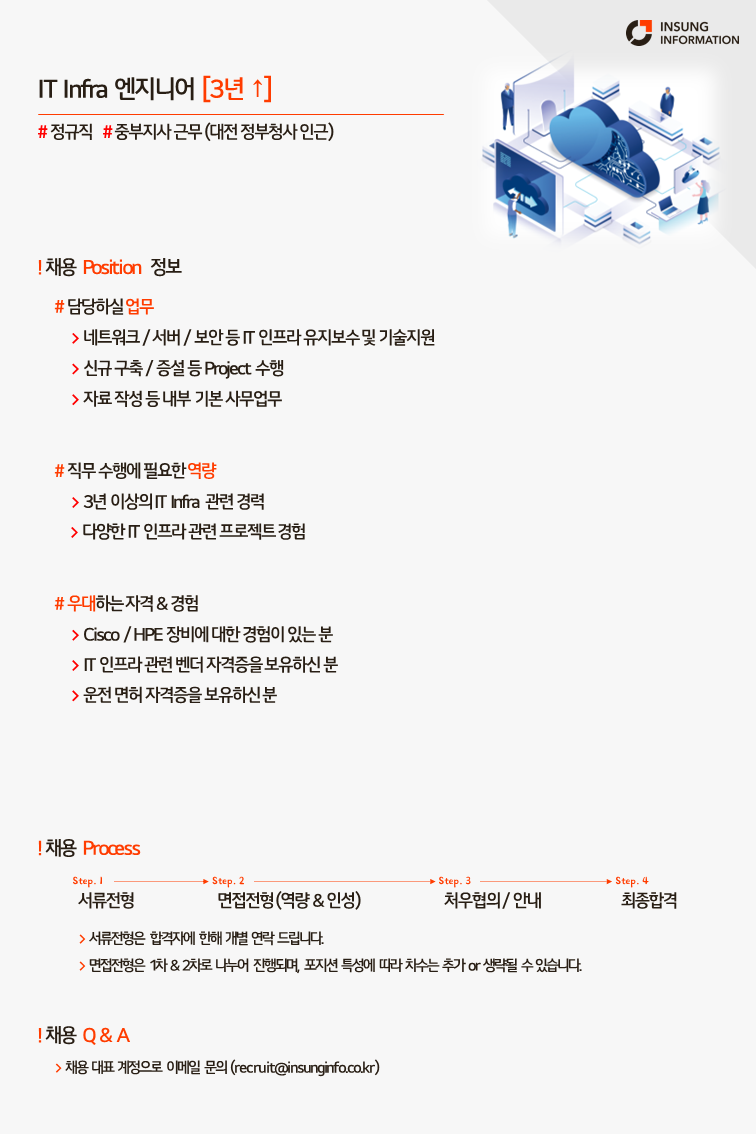 INSUNG
INFORMATION
IT Infra 엔지니어 [3년 ↑]
# 정규직 # 중부지사 근무 (대전 정부청사 인근)
! 채용 Position 정보
# 담당하실 업무
> 네트워크 / 서버 / 보안 등 IT 인프라 유지보수 및 기술지원
> 신규 구축 / 증설 등 Project 수행
> 자료 작성 등 내부 기본 사무업무
# 직무 수행에 필요한 역량
> 3년 이상의 IT Infra 관련 경력
> 다양한 IT 인프라 관련 프로젝트 경험
# 우대하는 자격 & 경험
> Cisco / HPE 장비에 대한 경험이 있는 분
> IT 인프라 관련 벤더 자격증을 보유하신 분
> 운전 면허 자격증을 보유하신 분
! 채용 Process
Step. 1 Step. 2 Step. 3 Step. 4
서류전형 면접전형 (역량 & 인성) 처우협의 / 안내 최종합격
> 서류전형은 합격자에 한해 개별 연락 드립니다.
> 면접전형은 1차 & 2차로 나누어 진행되며, 포지션 특성에 따라 차수는 추가 or 생략될 수 있습니다.
! 채용 Q & A
> 채용 대표 계정으로 이메일 문의 (recruit@insunginfo.co.kr)